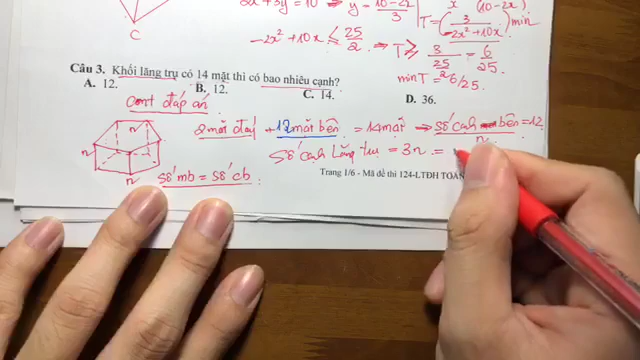 2x + 3y = 10 → y = 10-2x / 3
x (10-2x)
T = (3 / -2x²+10x) min
-2x² + 10x ≤ 25/2 → T ≥ 3 / 25/2 = 6/25.
min T = 6/25.
C
Câu 3. Khối lăng trụ có 14 mặt thì có bao nhiêu cạnh?
A. 12. B. 12. C. 14. D. 36.
cont đáp án
2 mặt đáy + 12 mặt bên = 14 mặt → số cạnh bên = 12
n
Số cạnh lăng trụ = 3n =
n n
n
số mb = số cb :
Trang 1/6 - Mã đề thi 124-LTĐH TOÁN